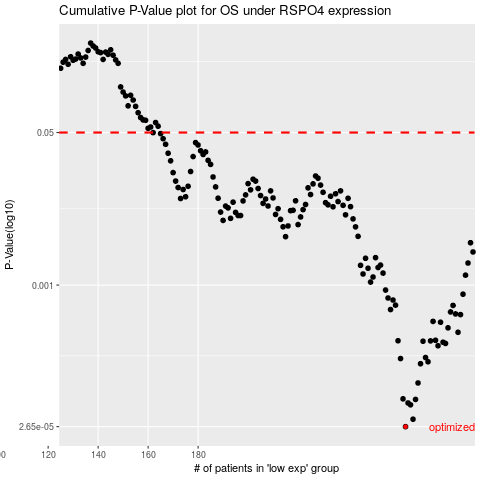 Cumulative P-Value plot for OS under RSPO4 expression
P-Value(log10)
0.05
0.001
2.65e-05
optimized
120 140 160 180
# of patients in 'low exp' group